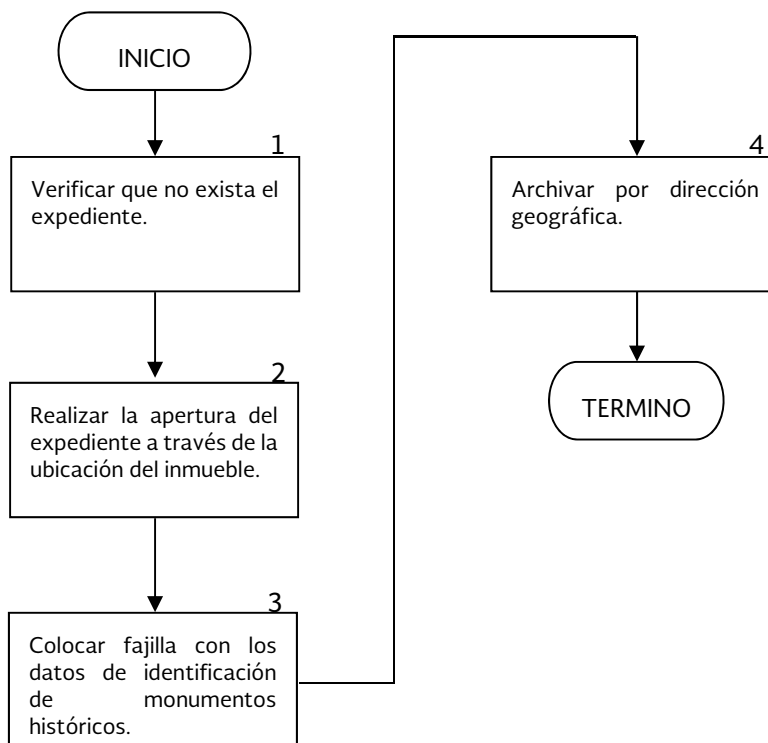 INICIO
1
Verificar que no exista el
expediente.
2
Realizar la apertura del
expediente a través de la
ubicación del inmueble.
3
Colocar fajilla con los
datos de identificación
de monumentos
históricos.
4
Archivar por dirección
geográfica.
TERMINO